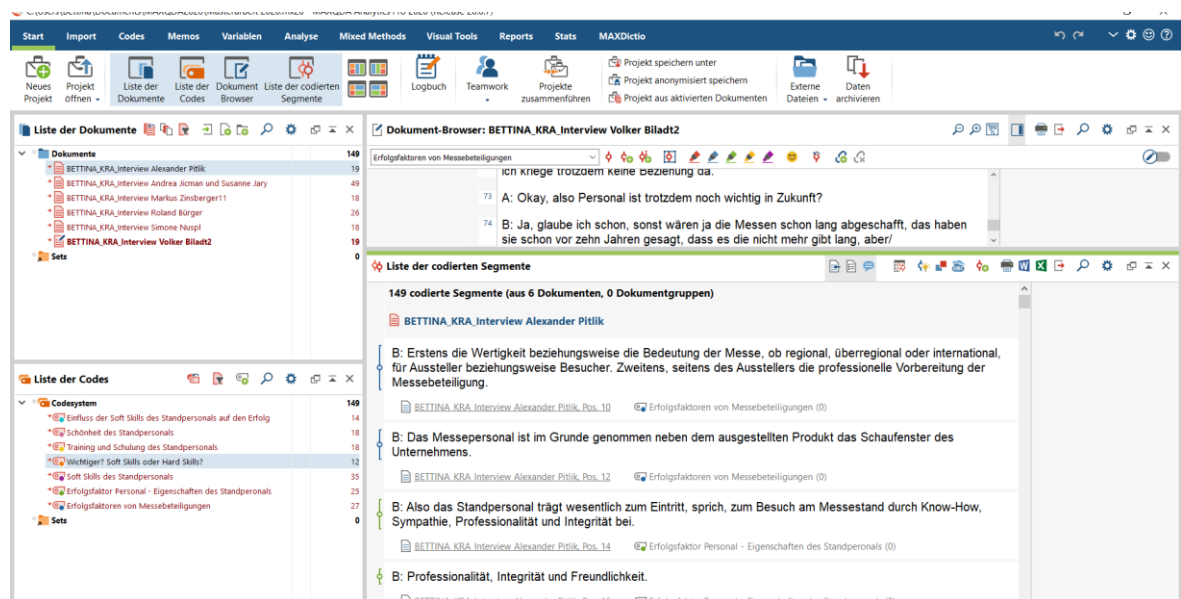 Start Import Codes Memos Variablen Analyse Mixed Methods Visual Tools Reports Stats MAXDictio
Neues Projekt
Projekt öffnen
Liste der Dokumente
Liste der Codes
Dokument Browser
Liste der codierten Segmente
Logbuch
Teamwork
Projekte zusammenführen
Projekt speichern unter
Projekt anonymisiert speichern
Projekt aus aktivierten Dokumenten
Externe Dateien
Daten archivieren
Liste der Dokumente
Dokumente 149
BETTINA_KRA_Interview Alexander Pitlik 19
BETTINA_KRA_Interview Andrea Jicman und Susanne Jary 49
BETTINA_KRA_Interview Markus Zinsberger11 18
BETTINA_KRA_Interview Roland Bürger 26
BETTINA_KRA_Interview Simone Nuspl 18
BETTINA_KRA_Interview Volker Biladt2 19
Sets 0
Liste der Codes
Codesystem 149
Einfluss der Soft Skills des Standpersonals auf den Erfolg 14
Schönheit des Standpersonals 18
Training und Schulung des Standpersonals 18
Wichtiger? Soft Skills oder Hard Skills? 12
Soft Skills des Standpersonals 35
Erfolgsfaktor Personal - Eigenschaften des Standperonals 25
Erfolgsfaktoren von Messebeteiligungen 27
Sets 0
Dokument-Browser: BETTINA_KRA_Interview Volker Biladt2
Erfolgsfaktoren von Messebeteiligungen
ich kriege trotzdem keine Beziehung da.
73 A: Okay, also Personal ist trotzdem noch wichtig in Zukunft?
74 B: Ja, glaube ich schon, sonst wären ja die Messen schon lang abgeschafft, das haben
sie schon vor zehn Jahren gesagt, dass es die nicht mehr gibt lang, aber/
Liste der codierten Segmente
149 codierte Segmente (aus 6 Dokumenten, 0 Dokumentgruppen)
BETTINA_KRA_Interview Alexander Pitlik
B: Erstens die Wertigkeit beziehungsweise die Bedeutung der Messe, ob regional, überregional oder international,
für Aussteller beziehungsweise Besucher. Zweitens, seitens des Ausstellers die professionelle Vorbereitung der
Messebeteiligung.
BETTINA_KRA_Interview Alexander Pitlik, Pos. 10 Erfolgsfaktoren von Messebeteiligungen (0)
B: Das Messepersonal ist im Grunde genommen neben dem ausgestellten Produkt das Schaufenster des
Unternehmens.
BETTINA_KRA_Interview Alexander Pitlik, Pos. 12 Erfolgsfaktoren von Messebeteiligungen (0)
B: Also das Standpersonal trägt wesentlich zum Eintritt, sprich, zum Besuch am Messestand durch Know-How,
Sympathie, Professionalität und Integrität bei.
BETTINA_KRA_Interview Alexander Pitlik, Pos. 14 Erfolgsfaktor Personal - Eigenschaften des Standperonals (0)
B: Professionalität, Integrität und Freundlichkeit.